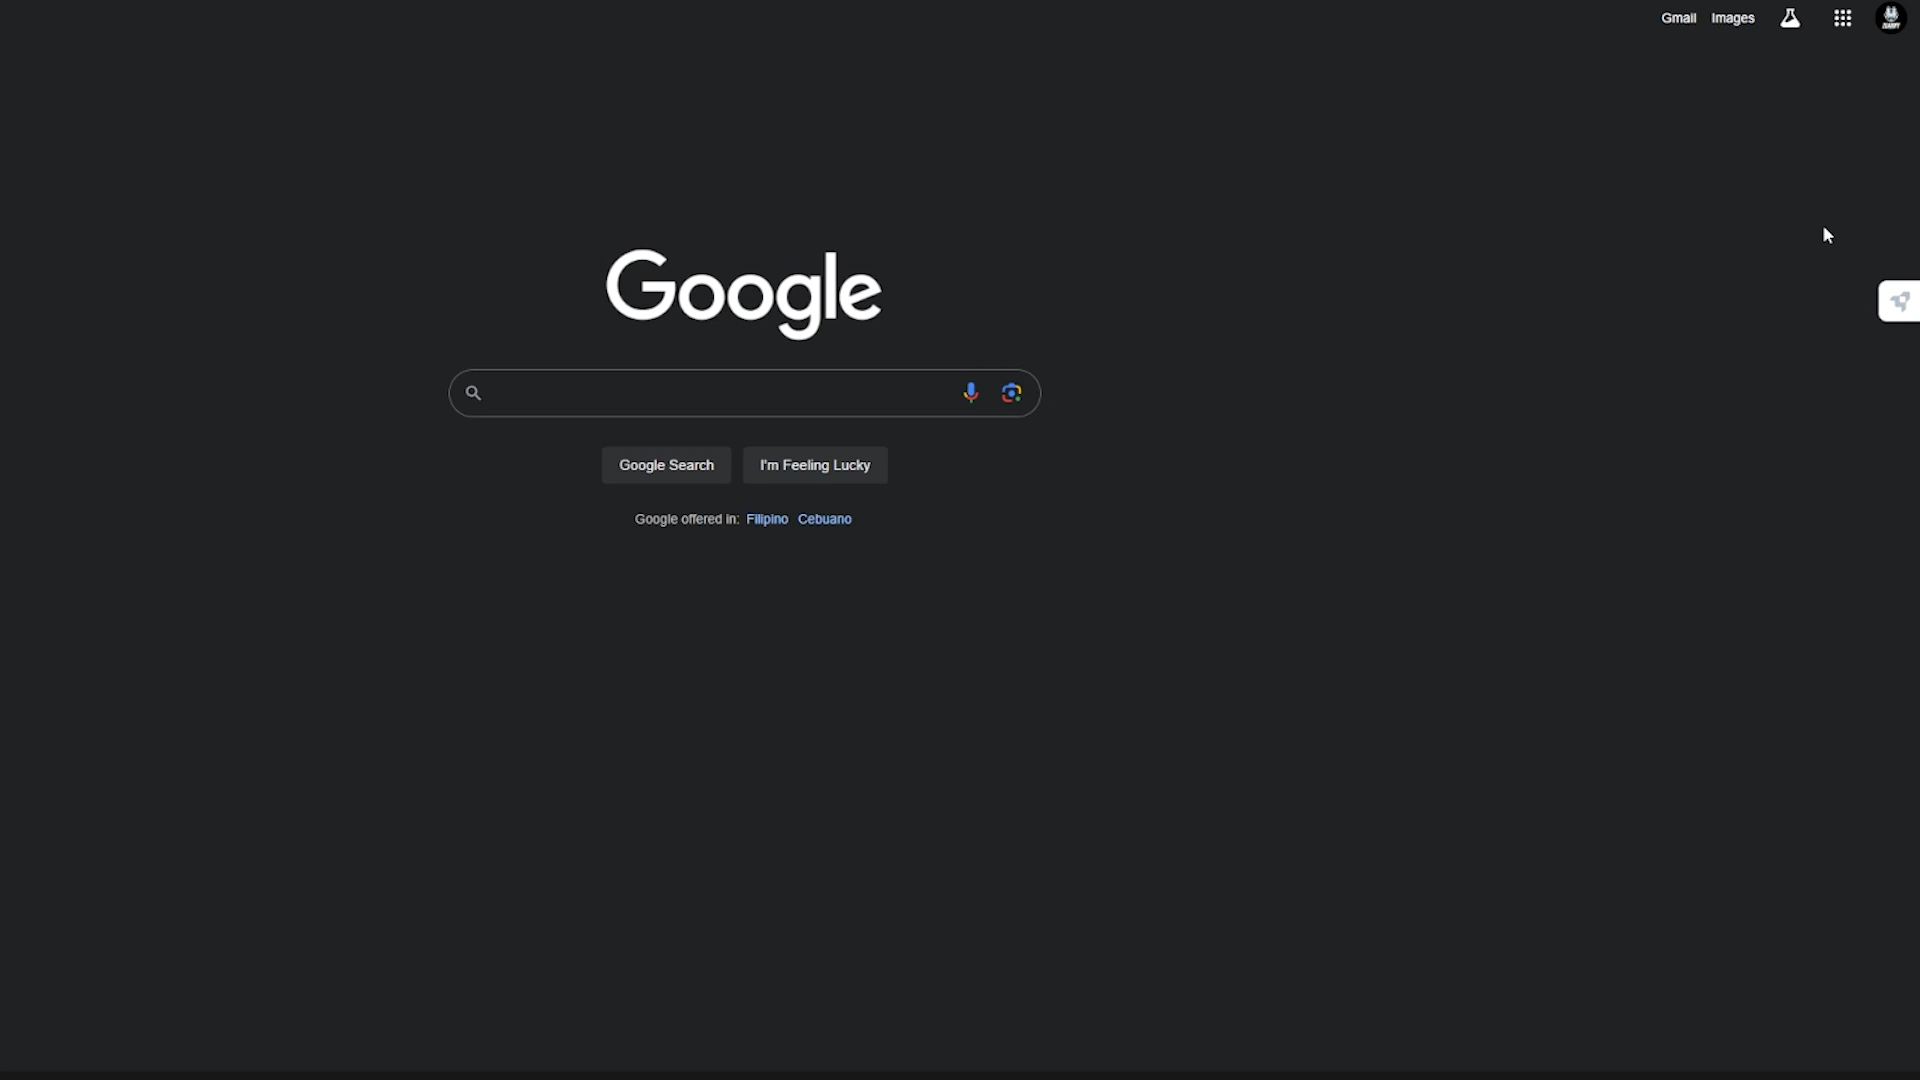 Gmail Images
Google
Google Search I'm Feeling Lucky
Google offered in: Filipino Cebuano